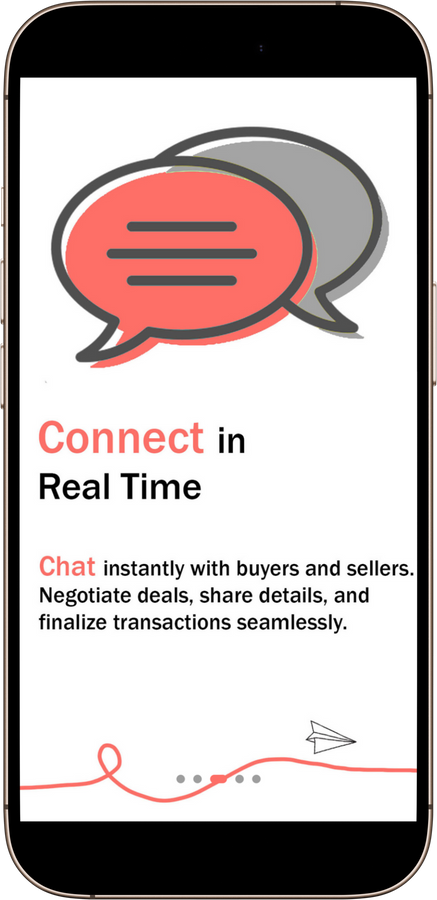 Connect in
Real Time
Chat instantly with buyers and sellers.
Negotiate deals, share details, and
finalize transactions seamlessly.